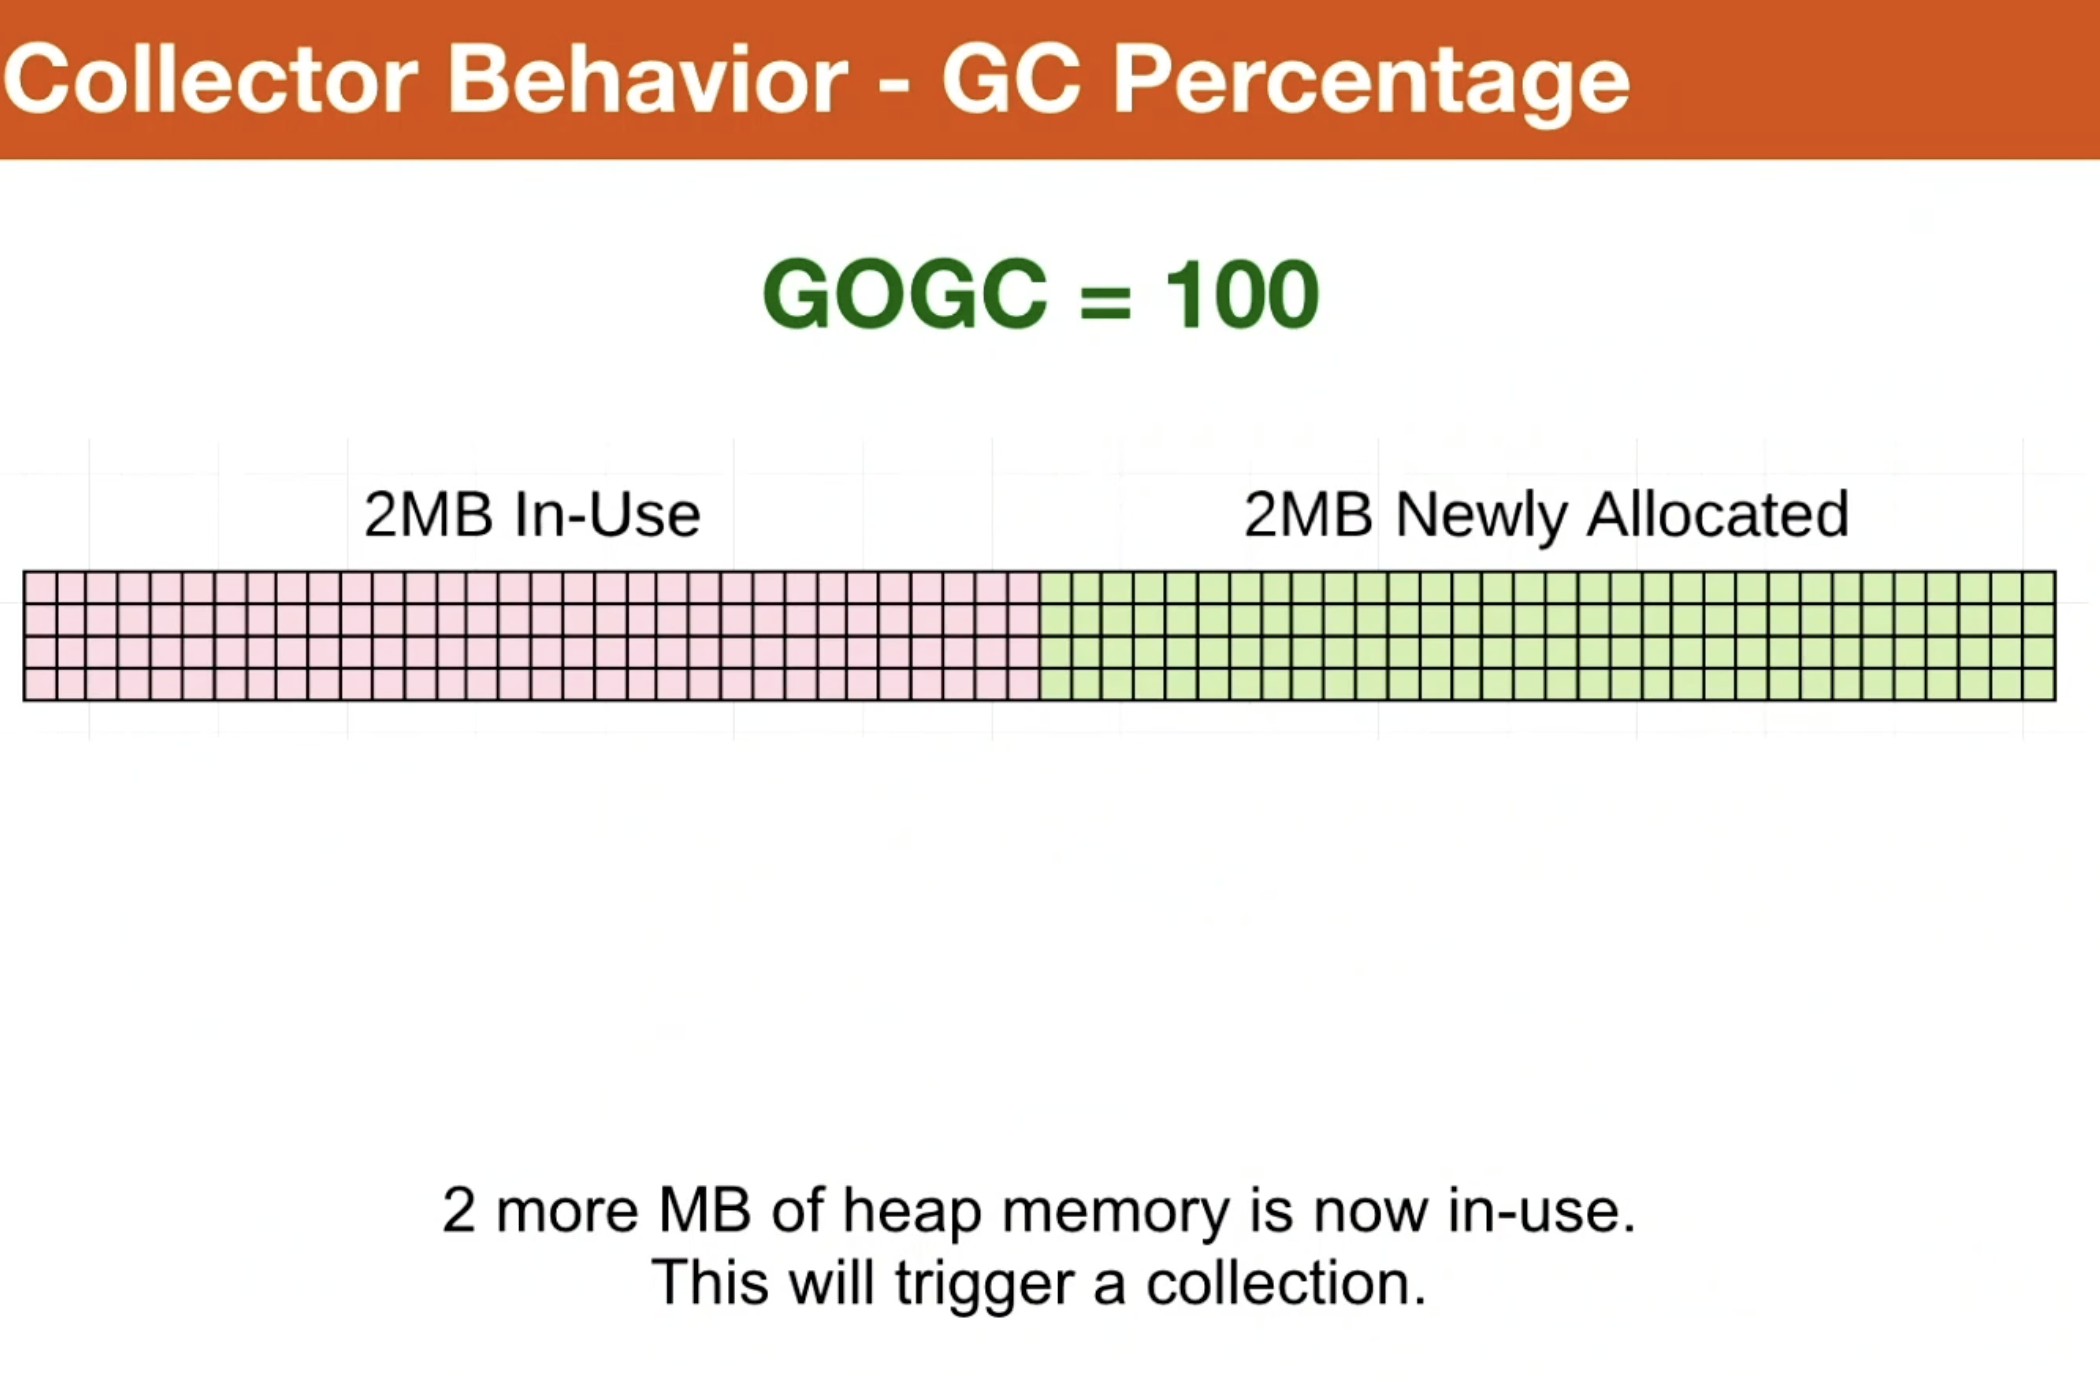 Collector Behavior - GC Percentage
GOGC = 100
2MB In-Use
2MB Newly Allocated
2 more MB of heap memory is now in-use.
This will trigger a collection.